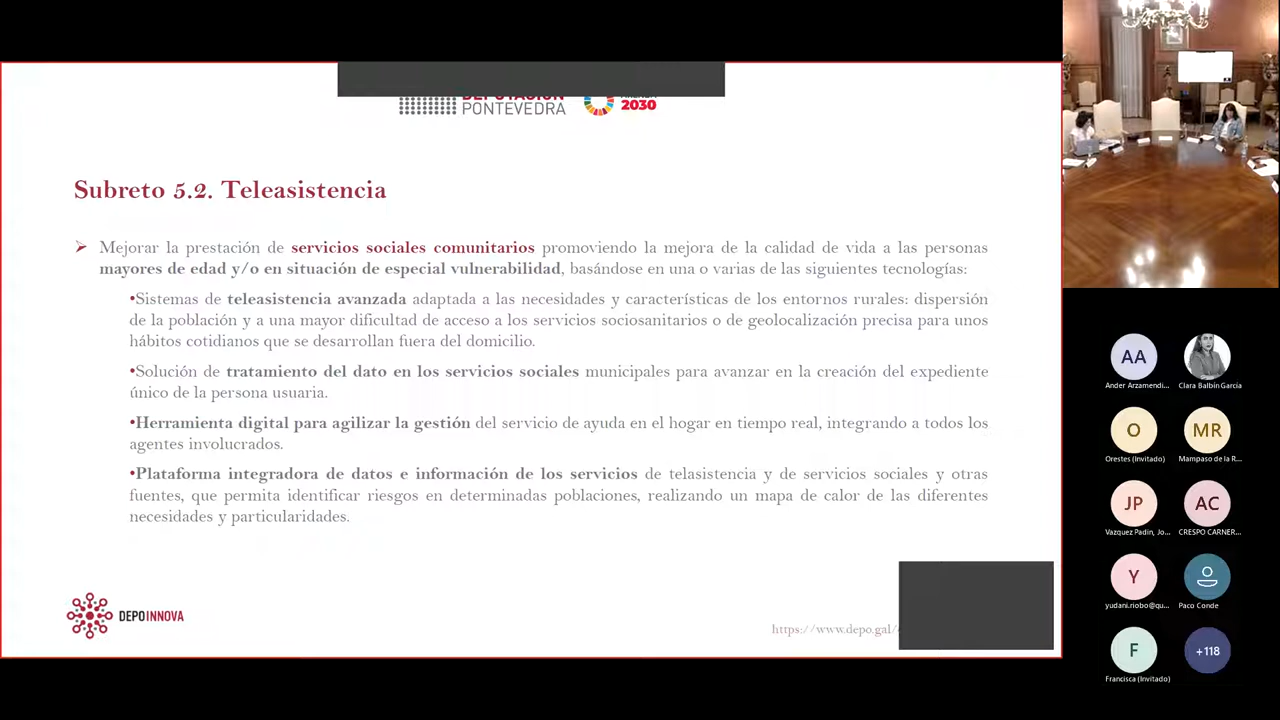 DEPUTACIÓN
PONTEVEDRA
2030
Subreto 5.2. Teleasistencia
➢ Mejorar la prestación de servicios sociales comunitarios promoviendo la mejora de la calidad de vida a las personas
mayores de edad y/o en situación de especial vulnerabilidad, basándose en una o varias de las siguientes tecnologías:
•Sistemas de teleasistencia avanzada adaptada a las necesidades y características de los entornos rurales: dispersión
de la población y a una mayor dificultad de acceso a los servicios sociosanitarios o de geolocalización precisa para unos
hábitos cotidianos que se desarrollan fuera del domicilio.
•Solución de tratamiento del dato en los servicios sociales municipales para avanzar en la creación del expediente
único de la persona usuaria.
•Herramienta digital para agilizar la gestión del servicio de ayuda en el hogar en tiempo real, integrando a todos los
agentes involucrados.
•Plataforma integradora de datos e información de los servicios de telasistencia y de servicios sociales y otras
fuentes, que permita identificar riesgos en determinadas poblaciones, realizando un mapa de calor de las diferentes
necesidades y particularidades.
DEPOINNOVA
https://www.depo.gal/
AA
Ander Arzamendi...
Clara Balbín García
O
Orestes (Invitado)
MR
Mampaso de la R...
JP
Vazquez Padin, Jo...
AC
CRESPO CARNER...
Y
yudani.riobo@qu...
Paco Conde
F
Francisca (Invitado)
+118